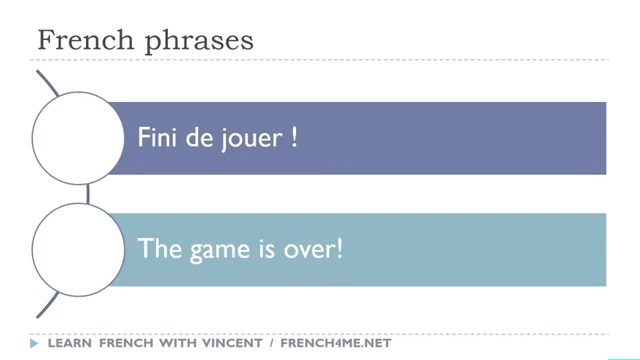 French phrases
Fini de jouer !
The game is over!
LEARN FRENCH WITH VINCENT / FRENCH4ME.NET